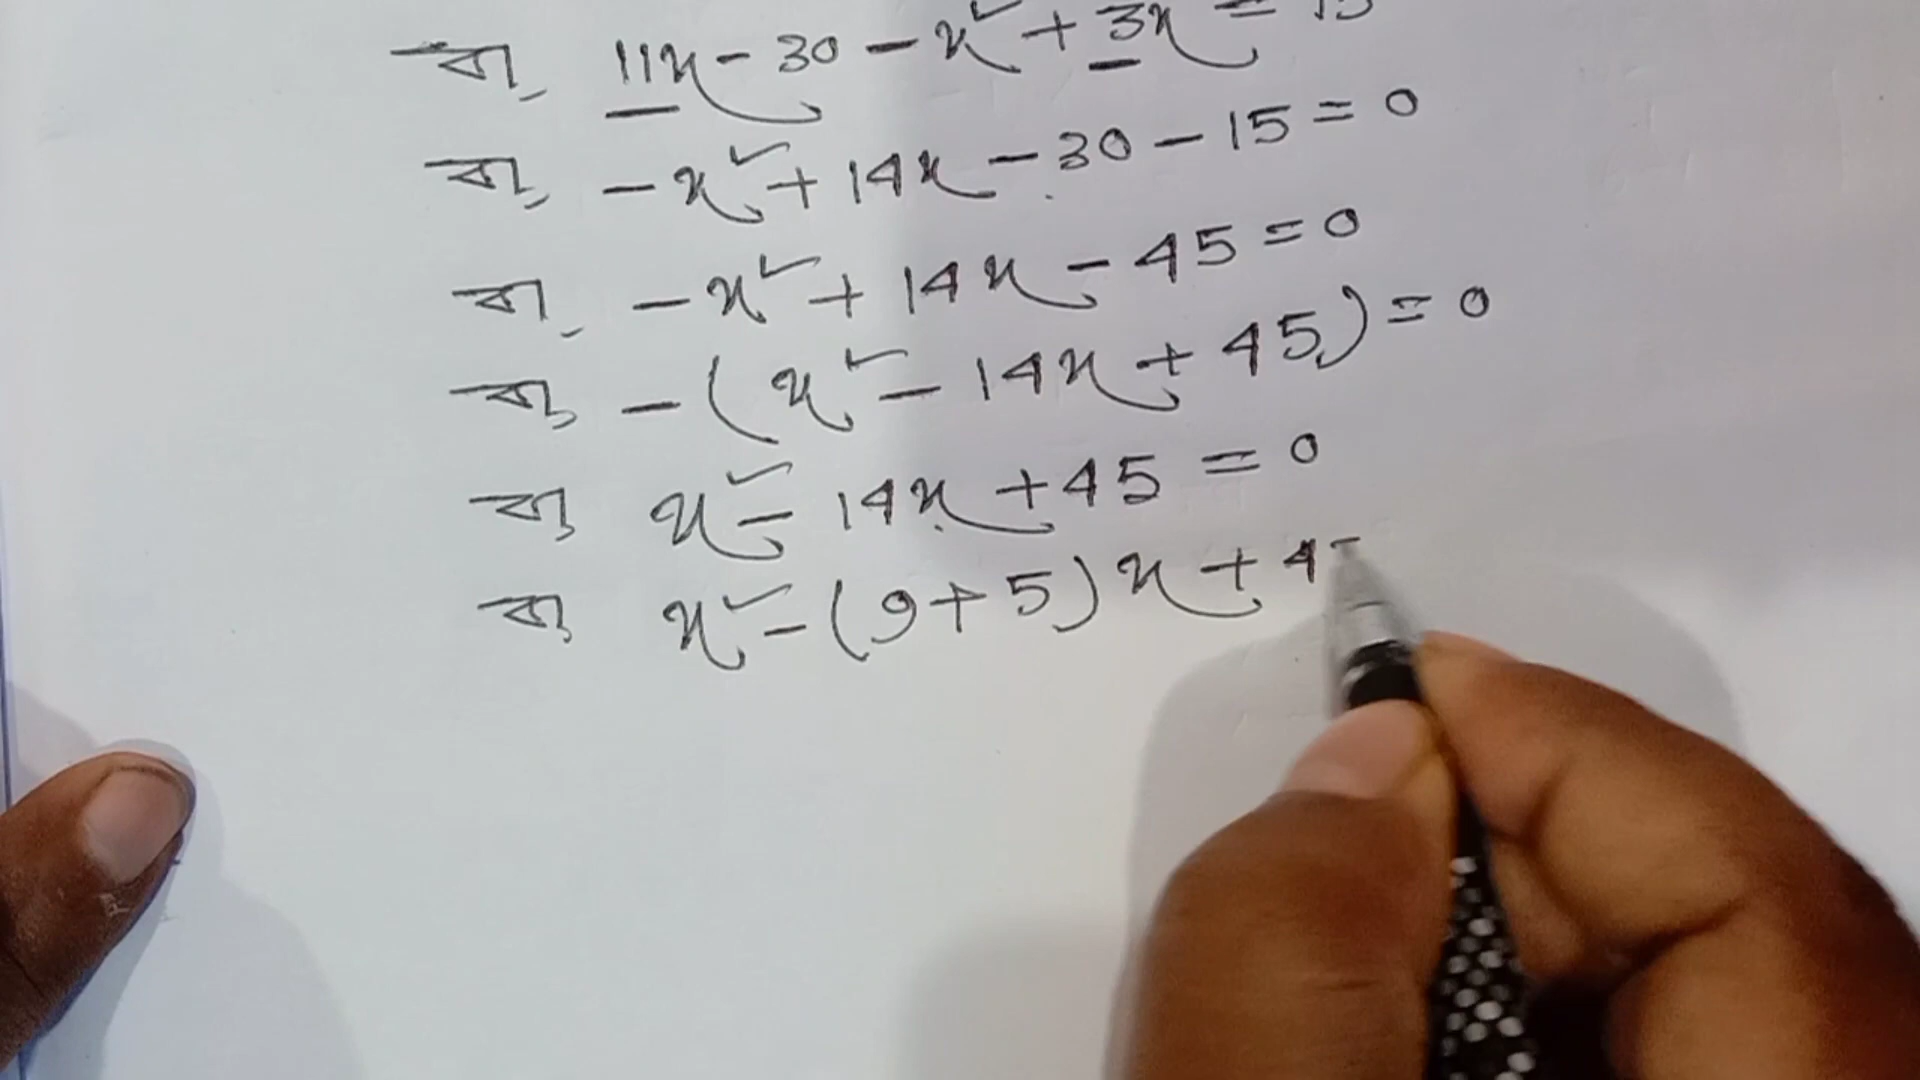 বা, 11x - 30 - x² + 3x = 15
বা, - x² + 14x - 30 - 15 = 0
বা, - x² + 14x - 45 = 0
বা, - (x² - 14x + 45) = 0
বা, x² - 14x + 45 = 0
বা, x² - (9 + 5)x + 4